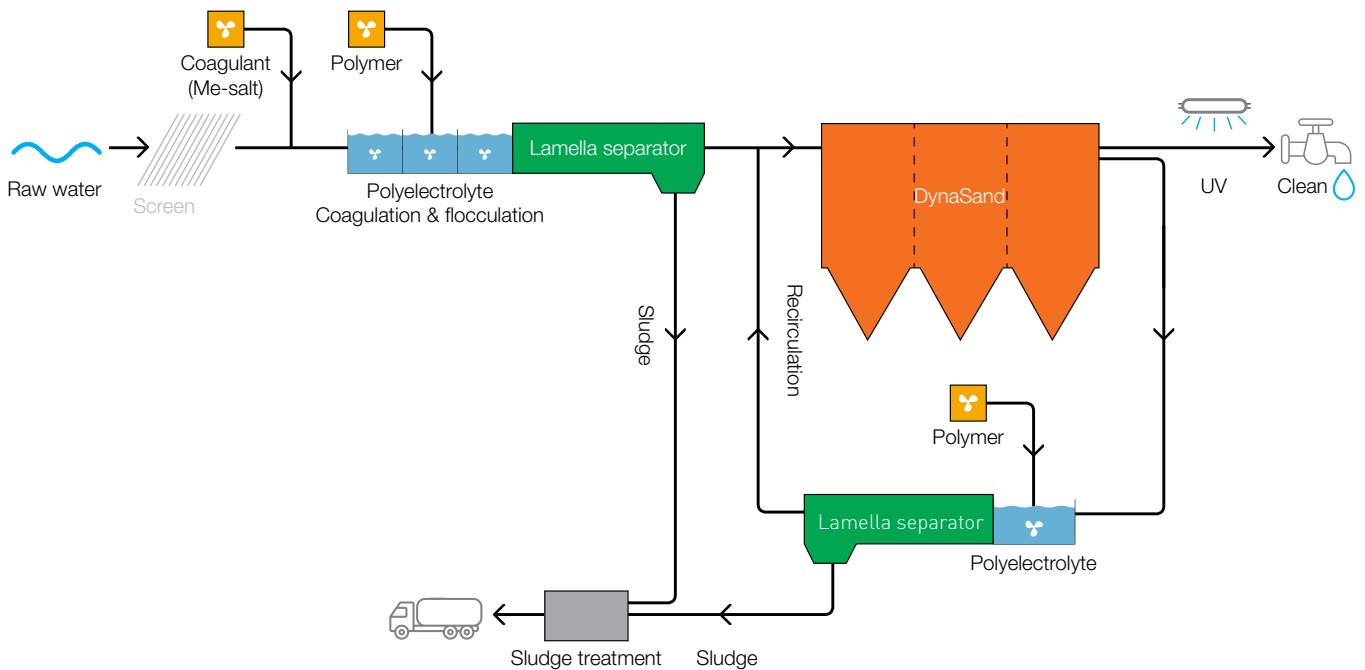 Coagulant
(Me-salt)
Polymer
Raw water
Screen
Polyelectrolyte
Coagulation & flocculation
Lamella separator
DynaSand
UV
Clean
Sludge
Recirculation
Polymer
Lamella separator
Polyelectrolyte
Sludge treatment
Sludge